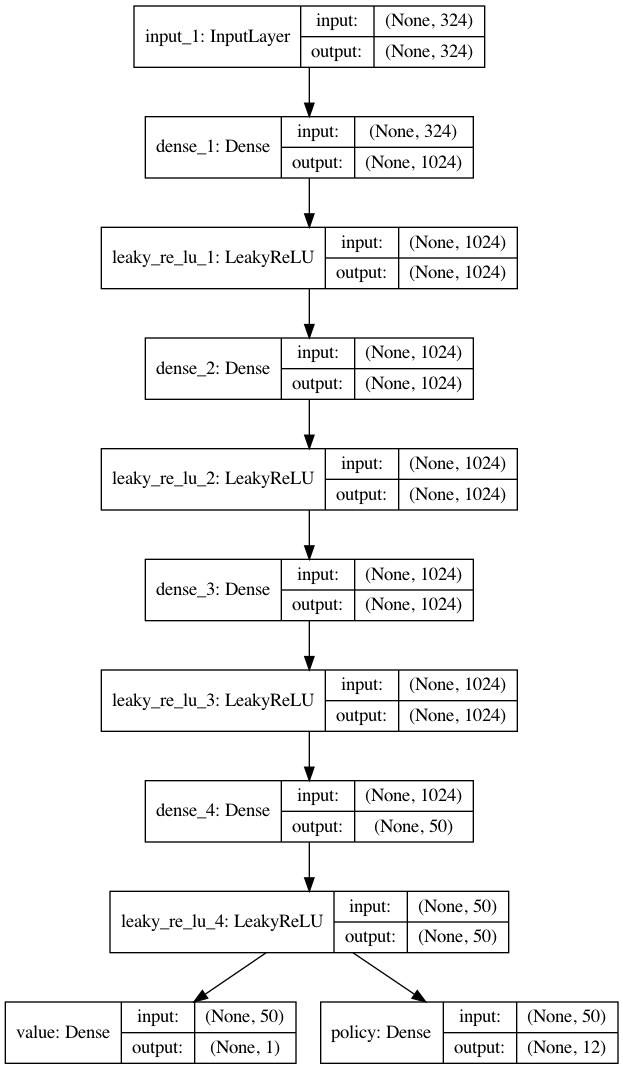 input_1: InputLayer
input: (None, 324)
output: (None, 324)
dense_1: Dense
input: (None, 324)
output: (None, 1024)
leaky_re_lu_1: LeakyReLU
input: (None, 1024)
output: (None, 1024)
dense_2: Dense
input: (None, 1024)
output: (None, 1024)
leaky_re_lu_2: LeakyReLU
input: (None, 1024)
output: (None, 1024)
dense_3: Dense
input: (None, 1024)
output: (None, 1024)
leaky_re_lu_3: LeakyReLU
input: (None, 1024)
output: (None, 1024)
dense_4: Dense
input: (None, 1024)
output: (None, 50)
leaky_re_lu_4: LeakyReLU
input: (None, 50)
output: (None, 50)
value: Dense
input: (None, 50)
output: (None, 1)
policy: Dense
input: (None, 50)
output: (None, 12)